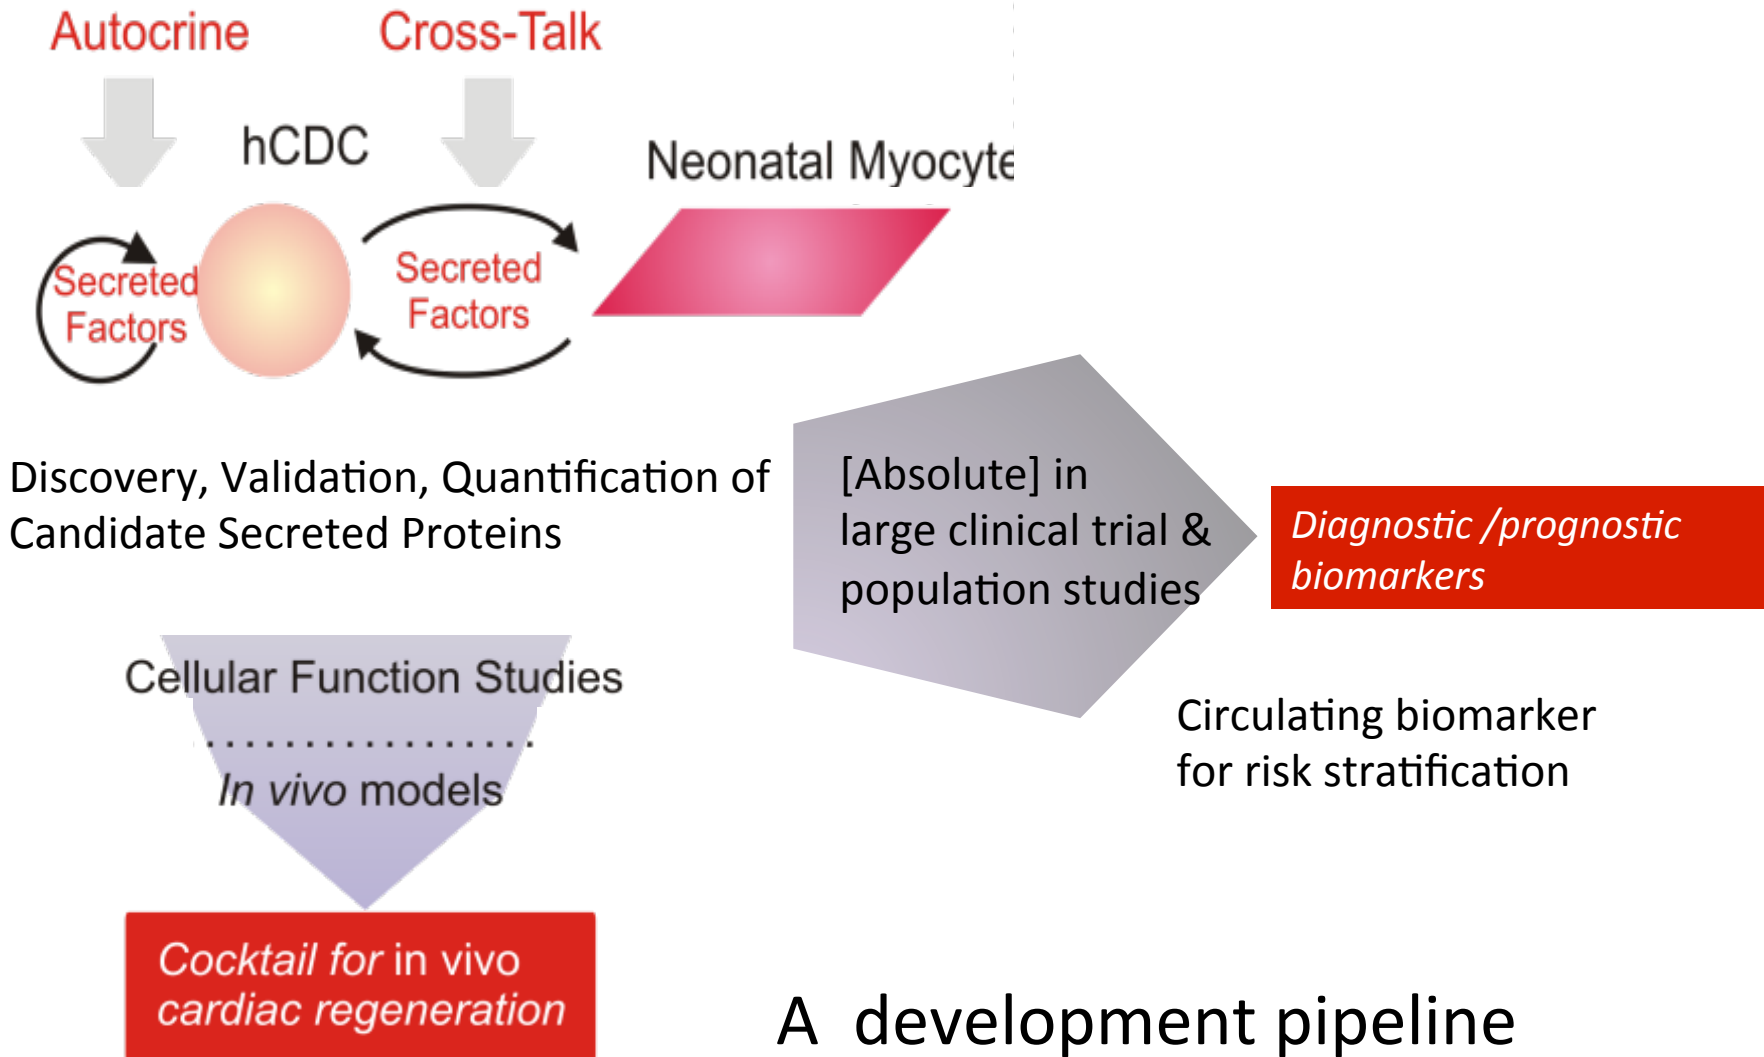 Autocrine
Cross-Talk
hCDC
Neonatal Myocyte
Secreted
Factors
Secreted
Factors
Discovery, Validation, Quantification of
Candidate Secreted Proteins
[Absolute] in
large clinical trial &
population studies
Diagnostic /prognostic
biomarkers
Cellular Function Studies
In vivo models
Circulating biomarker
for risk stratification
Cocktail for in vivo
cardiac regeneration
A development pipeline